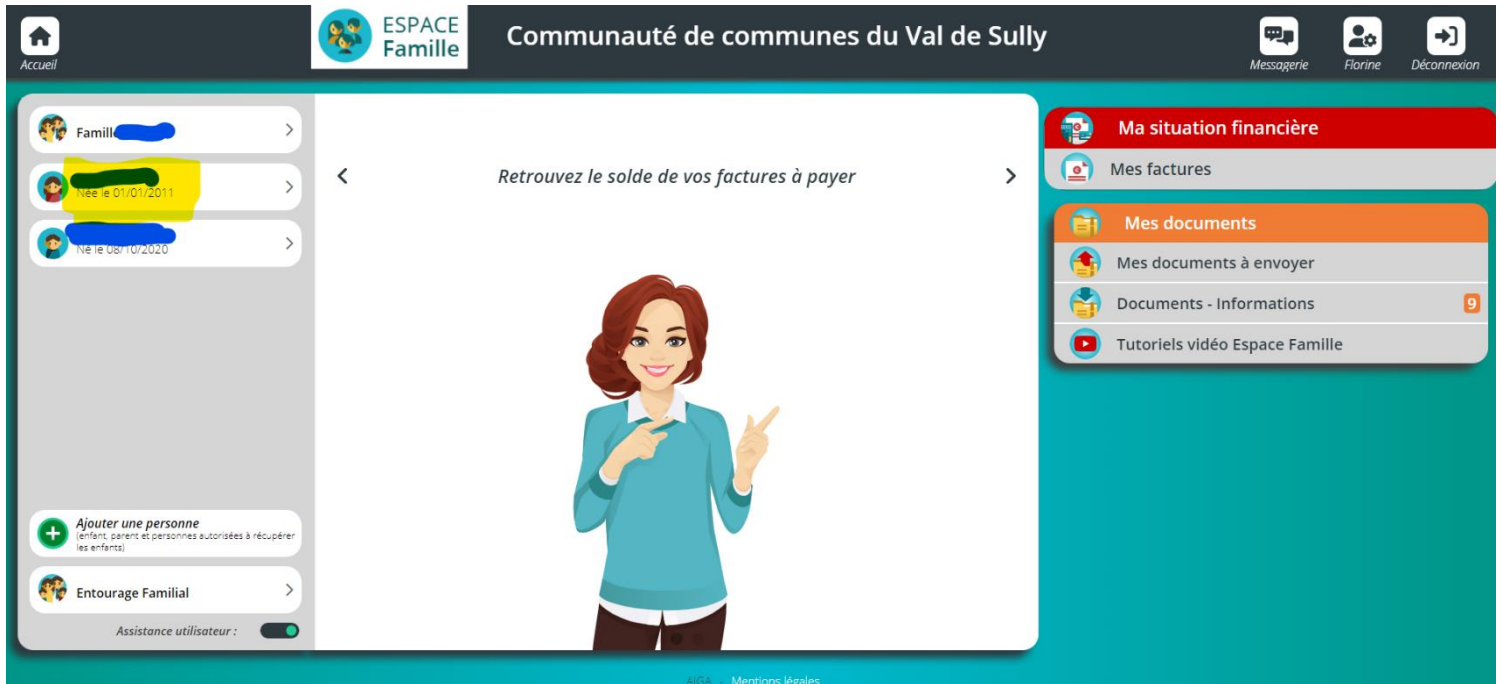 Accueil
ESPACE
Famille
Communauté de communes du Val de Sully
Messagerie
Florine
Déconnexion
Née le 01/01/2011
Né le 08/10/2020
Ajouter une personne
(enfant, parent et personnes autorisées à récupérer
les enfants)
Entourage Familial
Assistance utilisateur :
Retrouvez le solde de vos factures à payer
Ma situation financière
Mes factures
Mes documents
Mes documents à envoyer
Documents - Informations 9
Tutoriels vidéo Espace Famille
AIGA - Mentions légales